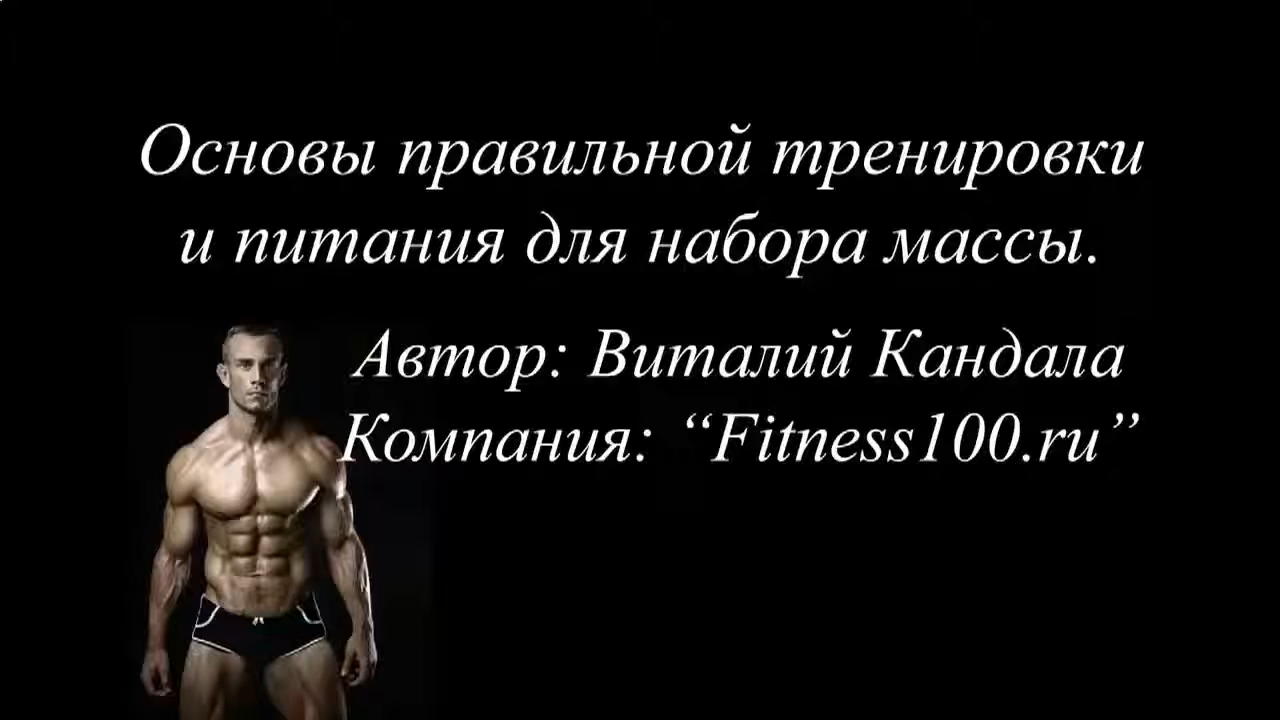 Основы правильной тренировки
и питания для набора массы.
Автор: Виталий Кандала
Компания: “Fitness100.ru”